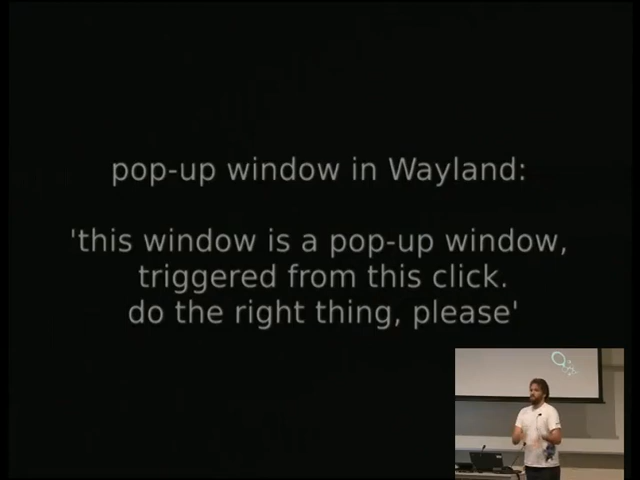 pop-up window in Wayland:
'this window is a pop-up window,
triggered from this click.
do the right thing, please'